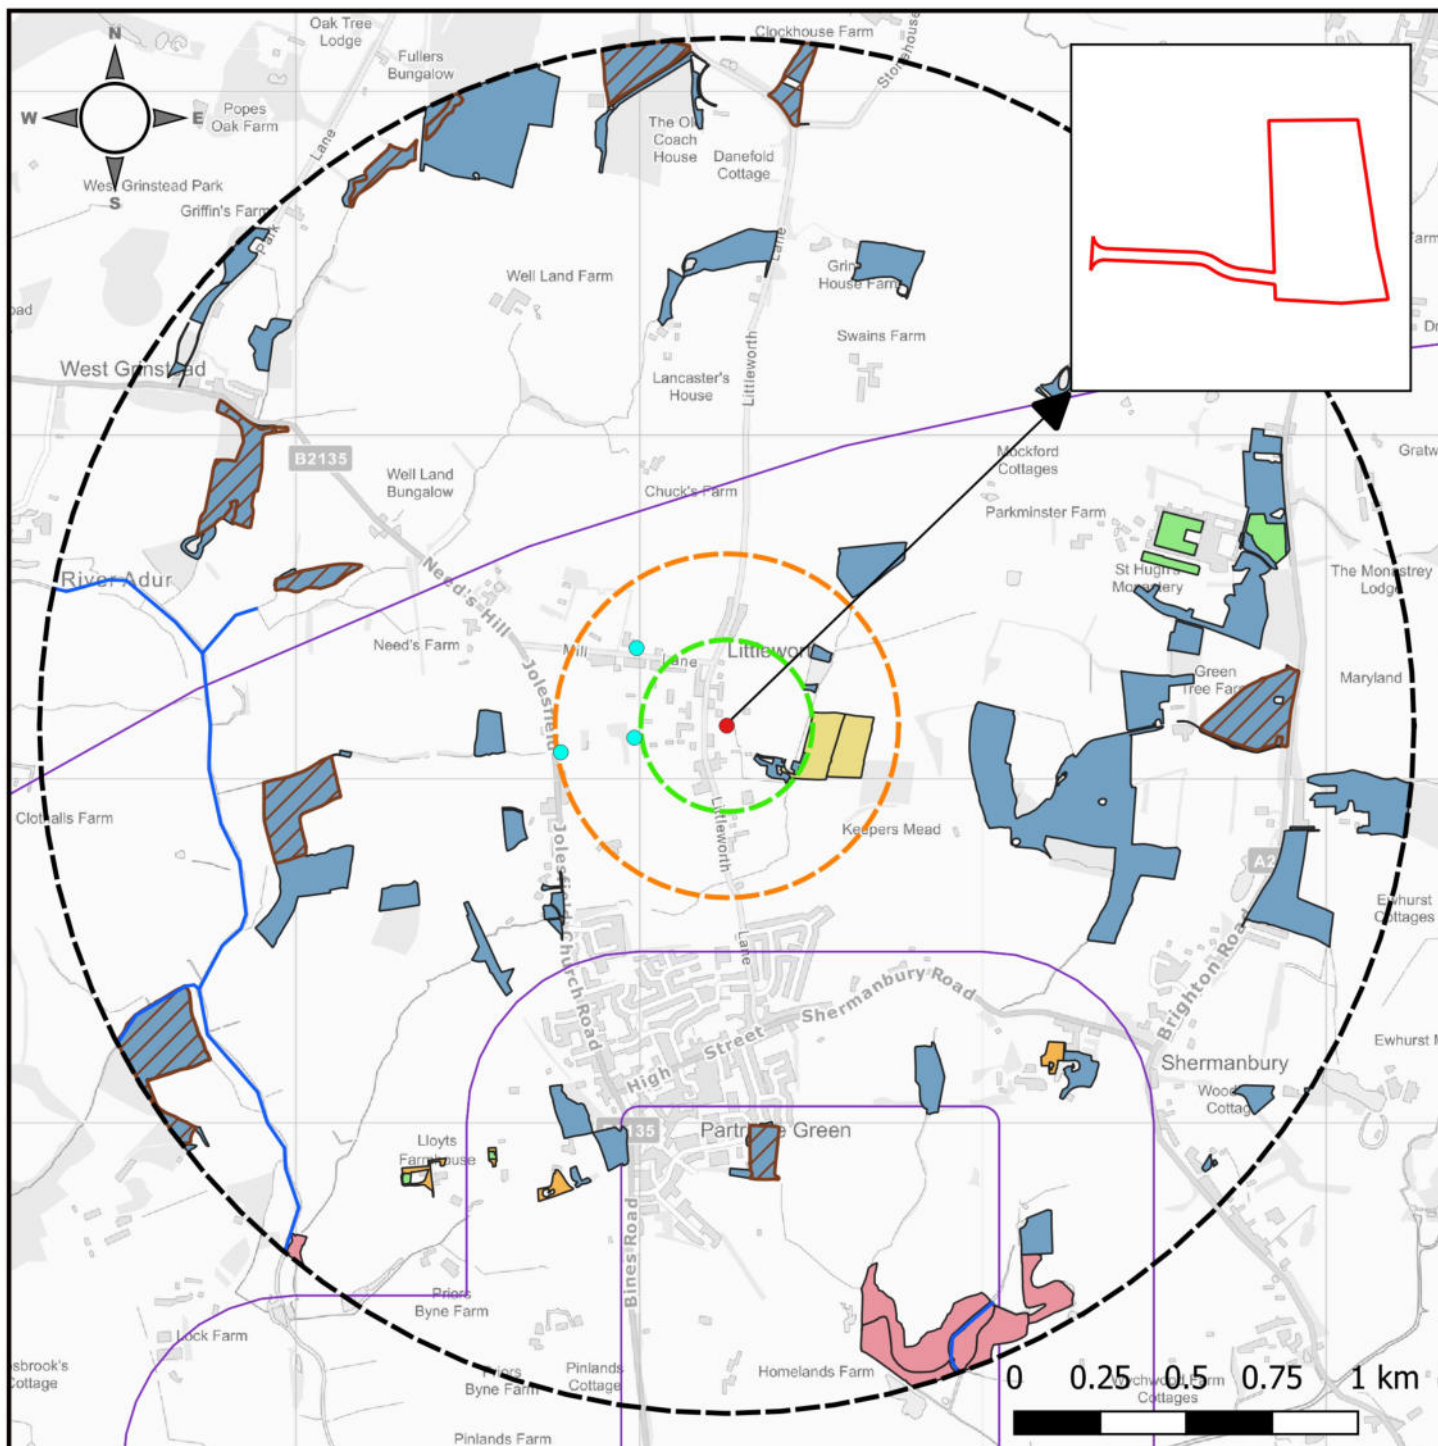 Oak Tree
Lodge
Clockhouse Farm
Fullers
Bungalow
N
W
E
S
Popes
Oak Farm
Lane
The Ol
Coach
House
Danefold
Cottage
West Grinstead Park
Griffin's Farm
Park
Lane
Well Land Farm
House Farm
Swains Farm
West Grinstead
Lancaster's
House
Littleworth
B2135
Well Land
Bungalow
Chuck's Farm
Mockford
Cottages
Parkminster Farm
River Adur
Need's Hill
St Hugh's
Monastery
The Monastrey
Lodge
Need's Farm
Mill
Lane
Littleworth
Jolesfield
Green
Tree Farm
Maryland
Clothalls Farm
Littleworth
Keepers Mead
Jolesfield
Church Road
Lane
Ewhurst
Cottages
Shermanbury Road
High Street
Brighton Road
Shermanbury
Partridge Green
Lloyts
Farmhouse
Bines Road
Priors
Byne Farm
Lock Farm
Priors
Byne Farm
Pinlands
Cottage
Homelands Farm
Cottages
Pinlands Farm
0 0.25 0.5 0.75 1 km